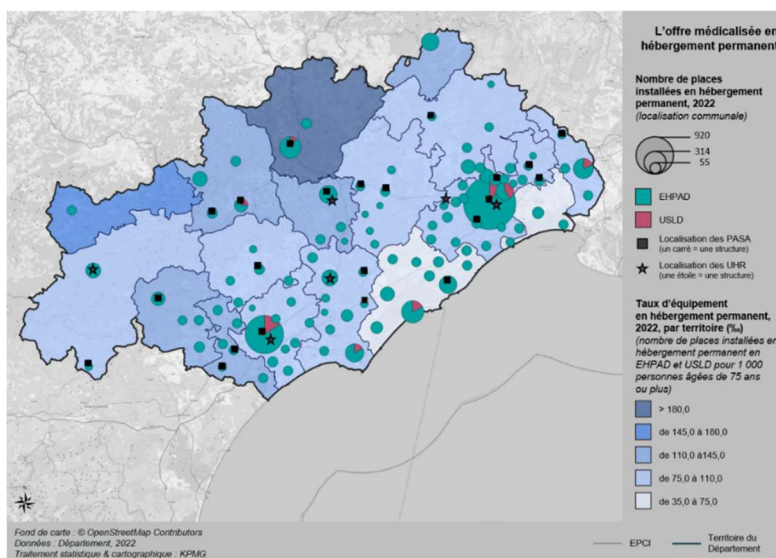 L'offre médicalisée en
hébergement permanent
Nombre de places
installées en hébergement
permanent, 2022
(localisation communale)
920
314
55
EHPAD
USLD
Localisation des PASA
(un carré = une structure)
Localisation des UHR
(une étoile = une structure)
Taux d'équipement
en hébergement permanent,
2022, par territoire (‰)
(nombre de places installées en
hébergement permanent en
EHPAD et USLD pour 1 000
personnes âgées de 75 ans
ou plus)
> 180,0
de 145,0 à 180,0
de 110,0 à145,0
de 75,0 à 110,0
de 35,0 à 75,0
Fond de carte : © OpenStreetMap Contributors
Données : Département, 2022
Traitement statistique & cartographique : KPMG
EPCI
Territoire du
Département